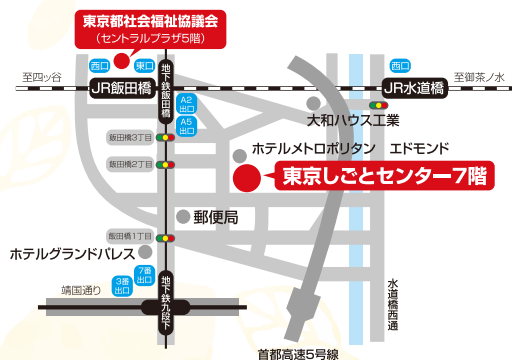 東京都社会福祉協議会
（セントラルプラザ5階）
西口
東口
西口
至四ッ谷
JR飯田橋
地下鉄飯田橋
JR水道橋
至御茶ノ水
A2
出口
A5
出口
大和ハウス工業
飯田橋3丁目
ホテルメトロポリタン エドモンド
飯田橋2丁目
東京しごとセンター7階
郵便局
飯田橋1丁目
ホテルグランドパレス
7番
出口
3番
出口
地下鉄九段下
靖国通り
水道橋西通
首都高速5号線